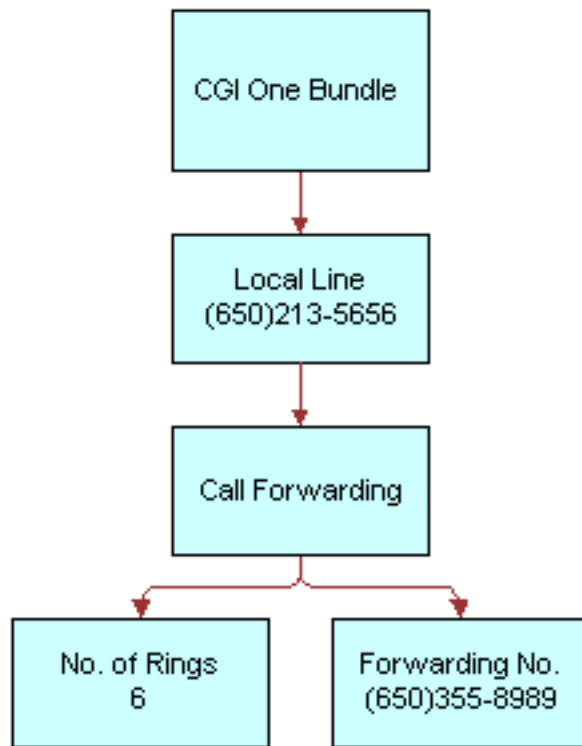 CGI One Bundle
Local Line
(650)213-5656
Call Forwarding
No. of Rings
6
Forwarding No.
(650)355-8989